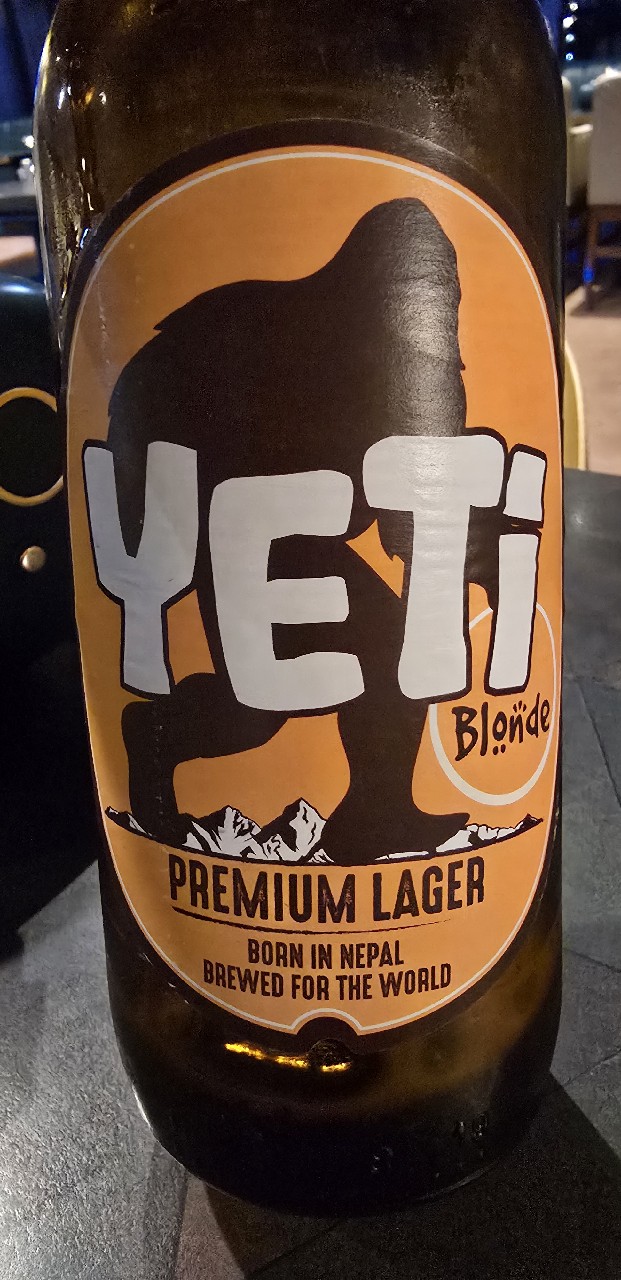 YETi
Blonde
PREMIUM LAGER
BORN IN NEPAL
BREWED FOR THE WORLD